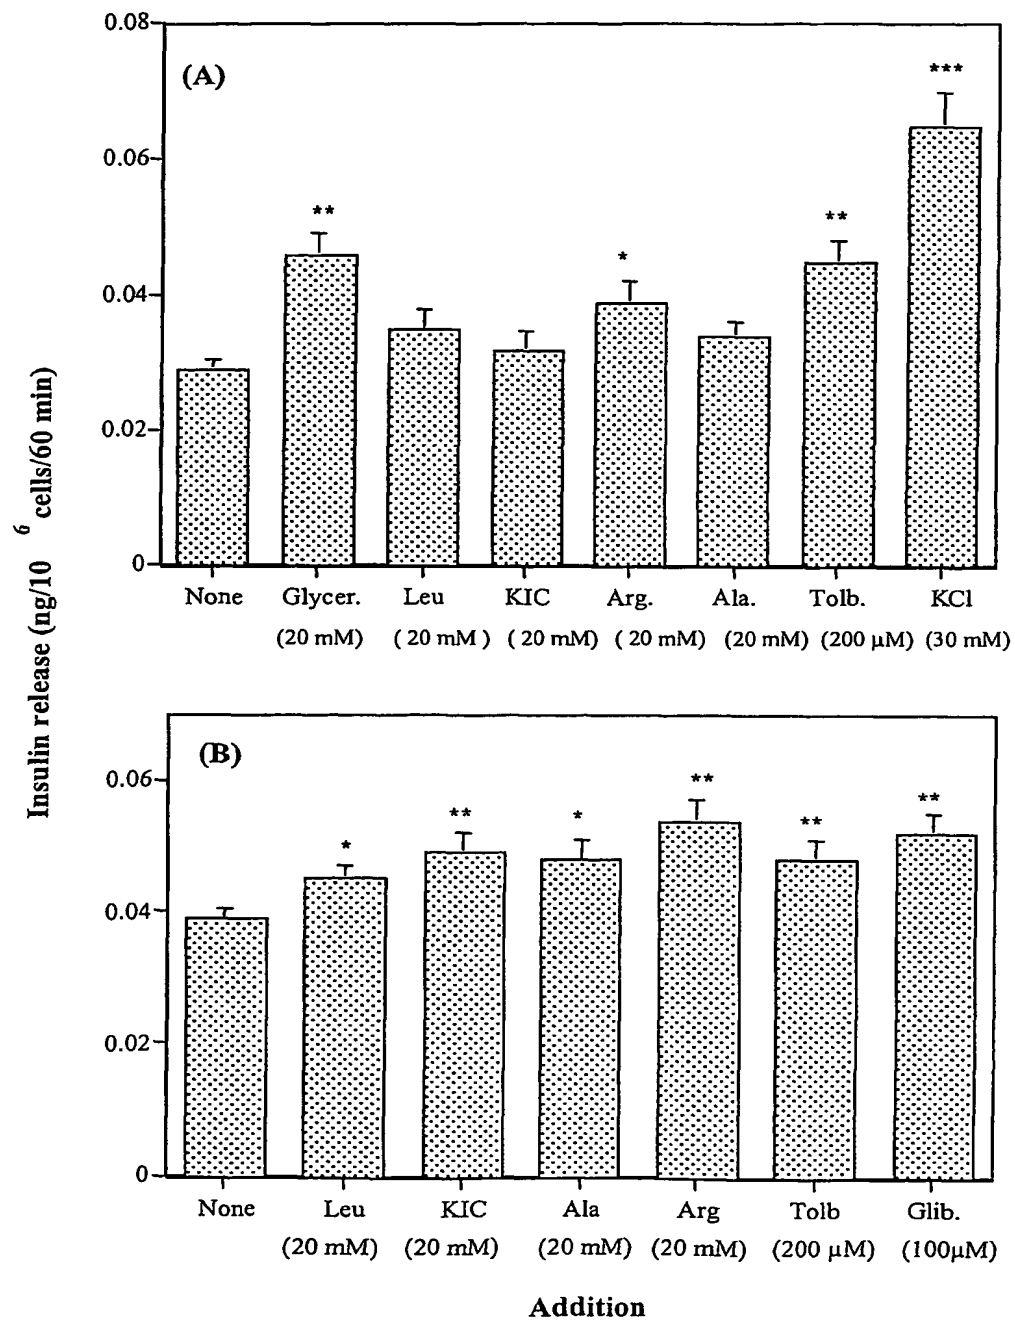 0.08
(A)
***
0.06
**
**
*
0.04
0.02
0
None Glycer. Leu KIC Arg. Ala. Tolb. KCl
(20 mM) ( 20 mM ) ( 20 mM) ( 20 mM) (20 mM) (200 µM) (30 mM)
Insulin release (ng/10 6 cells/60 min)
(B)
0.06
**
**
**
**
*
*
0.04
0.02
0
None Leu KIC Ala Arg Tolb Glib.
(20 mM) (20 mM) (20 mM) (20 mM) (200 µM) (100µM)
Addition